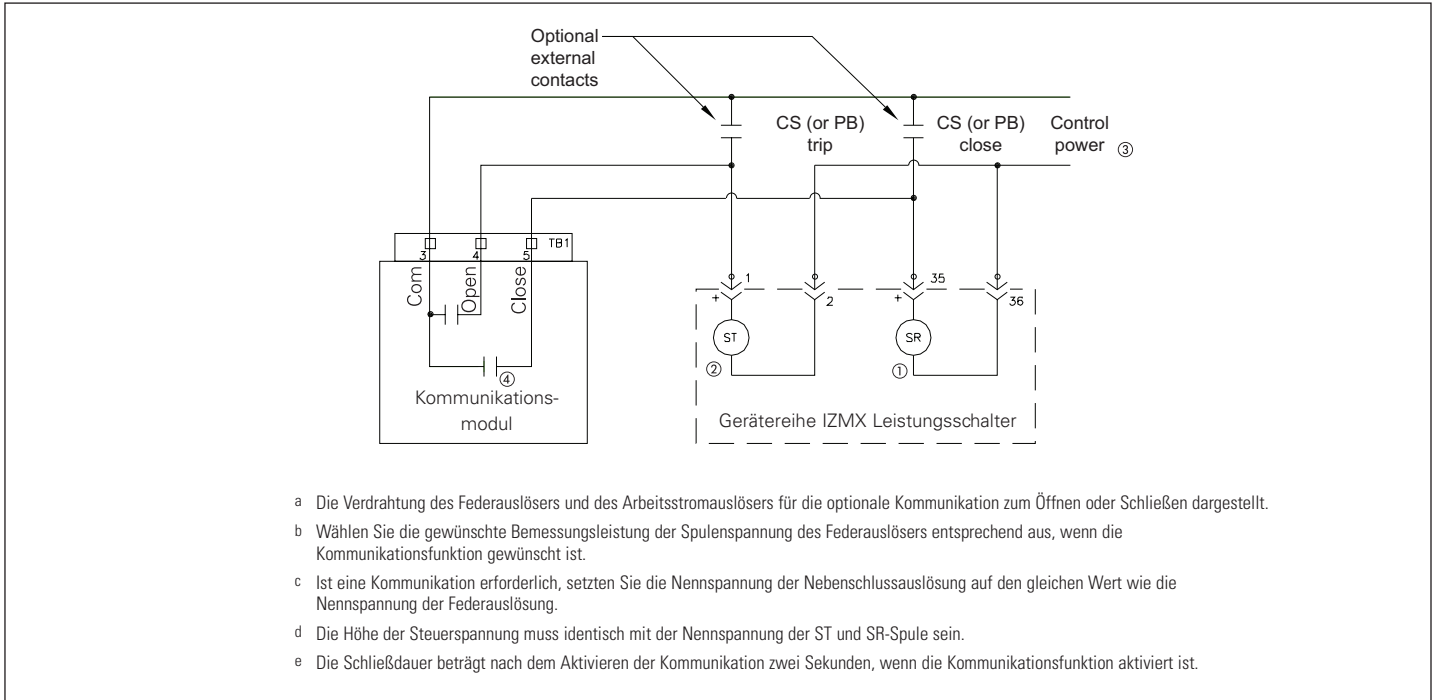 Optional
external
contacts
CS (or PB)
trip
CS (or PB)
close
Control
power ③
TB1
3
4
5
Com
Open
Close
④
Kommunikations-
modul
1
2
35
36
+
+
ST
SR
②
①
Gerätereihe IZMX Leistungsschalter
a Die Verdrahtung des Federauslösers und des Arbeitsstromauslösers für die optionale Kommunikation zum Öffnen oder Schließen dargestellt.
b Wählen Sie die gewünschte Bemessungsleistung der Spulenspannung des Federauslösers entsprechend aus, wenn die
Kommunikationsfunktion gewünscht ist.
c Ist eine Kommunikation erforderlich, setzten Sie die Nennspannung der Nebenschlussauslösung auf den gleichen Wert wie die
Nennspannung der Federauslösung.
d Die Höhe der Steuerspannung muss identisch mit der Nennspannung der ST und SR-Spule sein.
e Die Schließdauer beträgt nach dem Aktivieren der Kommunikation zwei Sekunden, wenn die Kommunikationsfunktion aktiviert ist.